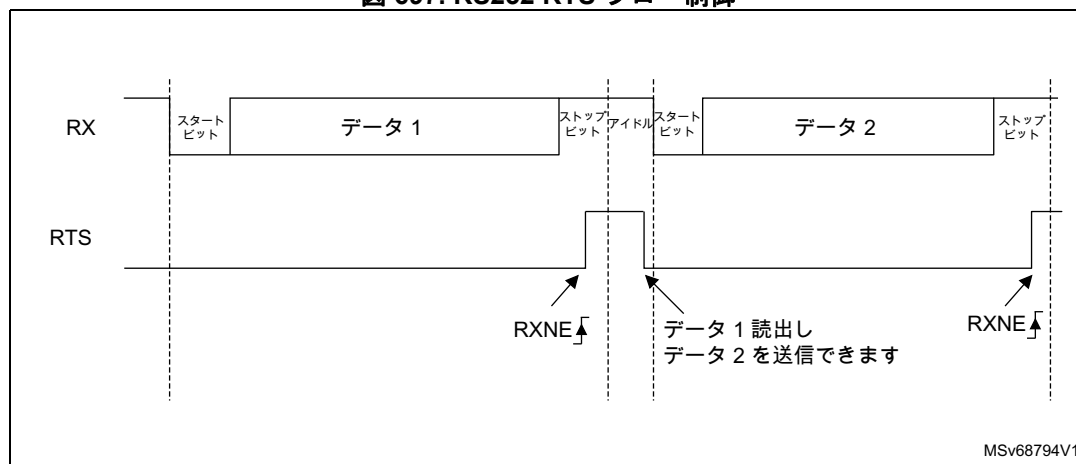 図 RS232 RTS フロー制御
RX
スタート
ビット
データ 1
ストップ
ビット
アイドル
スタート
ビット
データ 2
ストップ
ビット
RTS
RXNE
データ 1 読出し
データ 2 を送信できます
RXNE
MSv68794V1